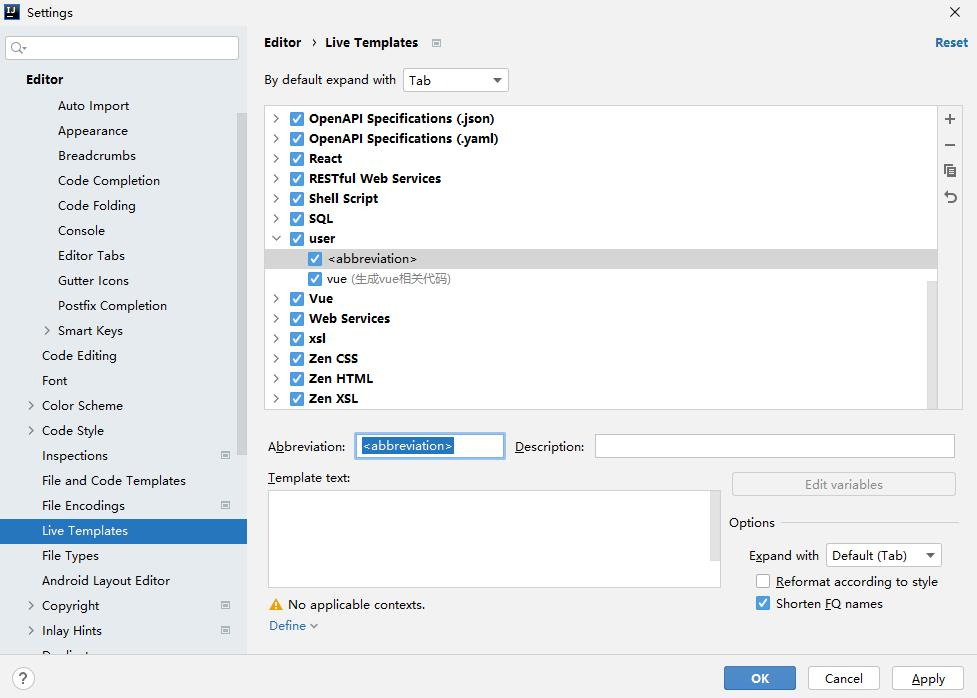 Settings
Editor
Auto Import
Appearance
Breadcrumbs
Code Completion
Code Folding
Console
Editor Tabs
Gutter Icons
Postfix Completion
Smart Keys
Code Editing
Font
Color Scheme
Code Style
Inspections
File and Code Templates
File Encodings
Live Templates
File Types
Android Layout Editor
Copyright
Inlay Hints
Editor › Live Templates
Reset
By default expand with Tab
OpenAPI Specifications (.json)
OpenAPI Specifications (.yaml)
React
RESTful Web Services
Shell Script
SQL
user
<abbreviation>
vue (生成vue相关代码)
Vue
Web Services
xsl
Zen CSS
Zen HTML
Zen XSL
Abbreviation: <abbreviation> Description:
Template text:
Edit variables
Options
Expand with Default (Tab)
Reformat according to style
Shorten FQ names
No applicable contexts.
Define
?
OK Cancel Apply